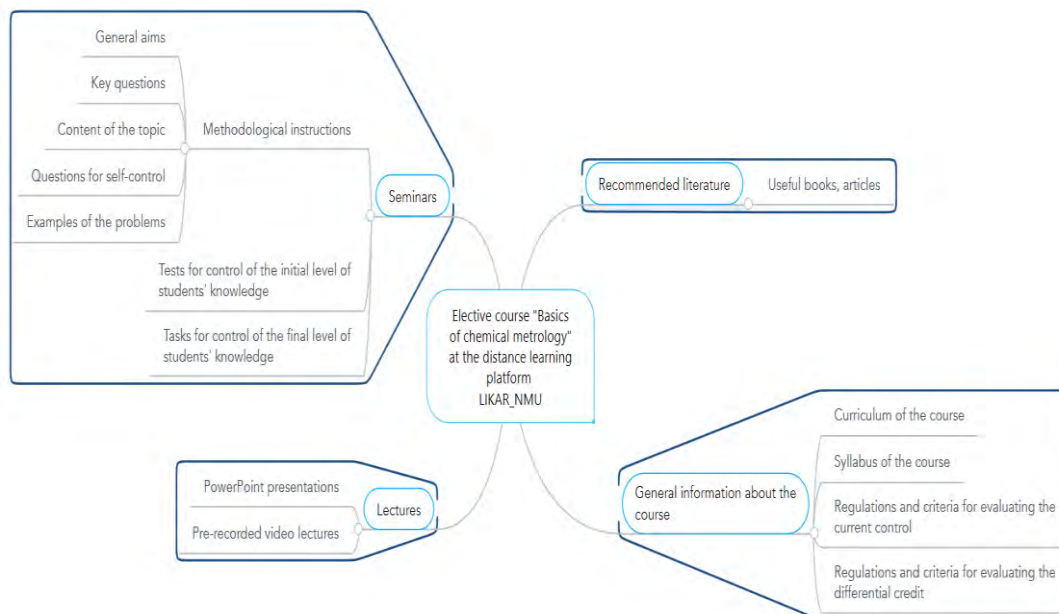 General aims
Key questions
Content of the topic
Questions for self-control
Examples of the problems
Methodological instructions
Tests for control of the initial level of
students' knowledge
Tasks for control of the final level of
students' knowledge
Seminars
Recommended literature
Useful books, articles
Elective course "Basics
of chemical metrology"
at the distance learning
platform
LIKAR_NMU
PowerPoint presentations
Pre-recorded video lectures
Lectures
General information about the
course
Curriculum of the course
Syllabus of the course
Regulations and criteria for evaluating the
current control
Regulations and criteria for evaluating the
differential credit